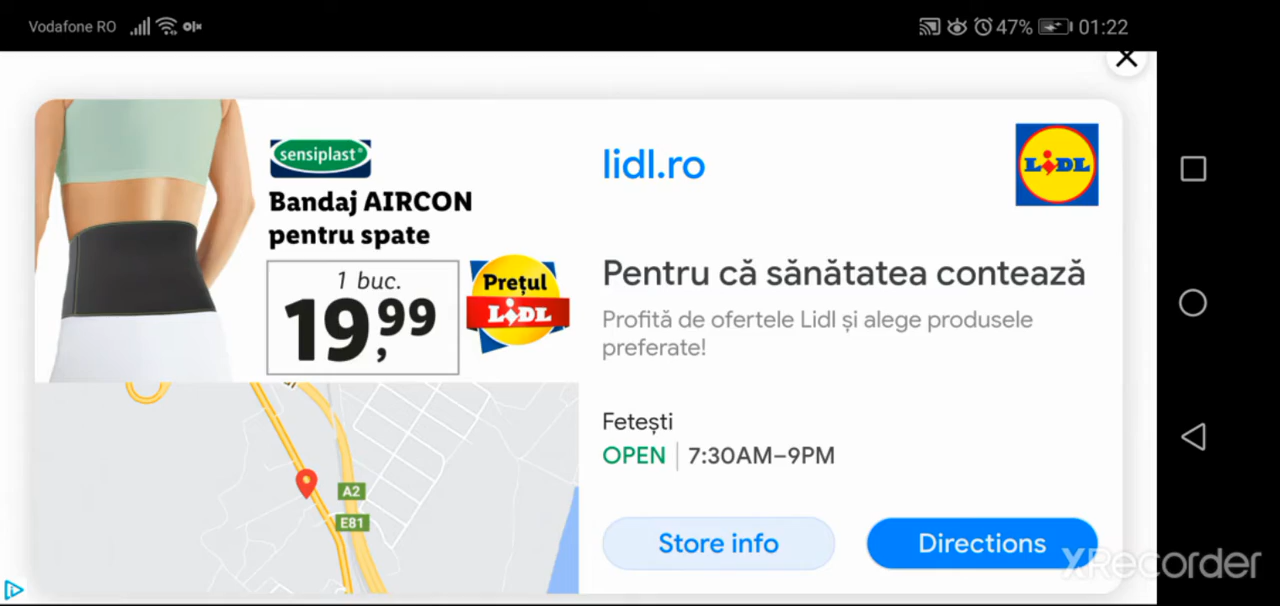 Vodafone RO
47% 01:22
sensiplast®
Bandaj AIRCON
pentru spate
1 buc.
19,99
Prețul
LIDL
A2
E81
lidl.ro
LIDL
Pentru că sănătatea contează
Profită de ofertele Lidl și alege produsele
preferate!
Fetești
OPEN | 7:30AM–9PM
Store info
Directions
XRecorder